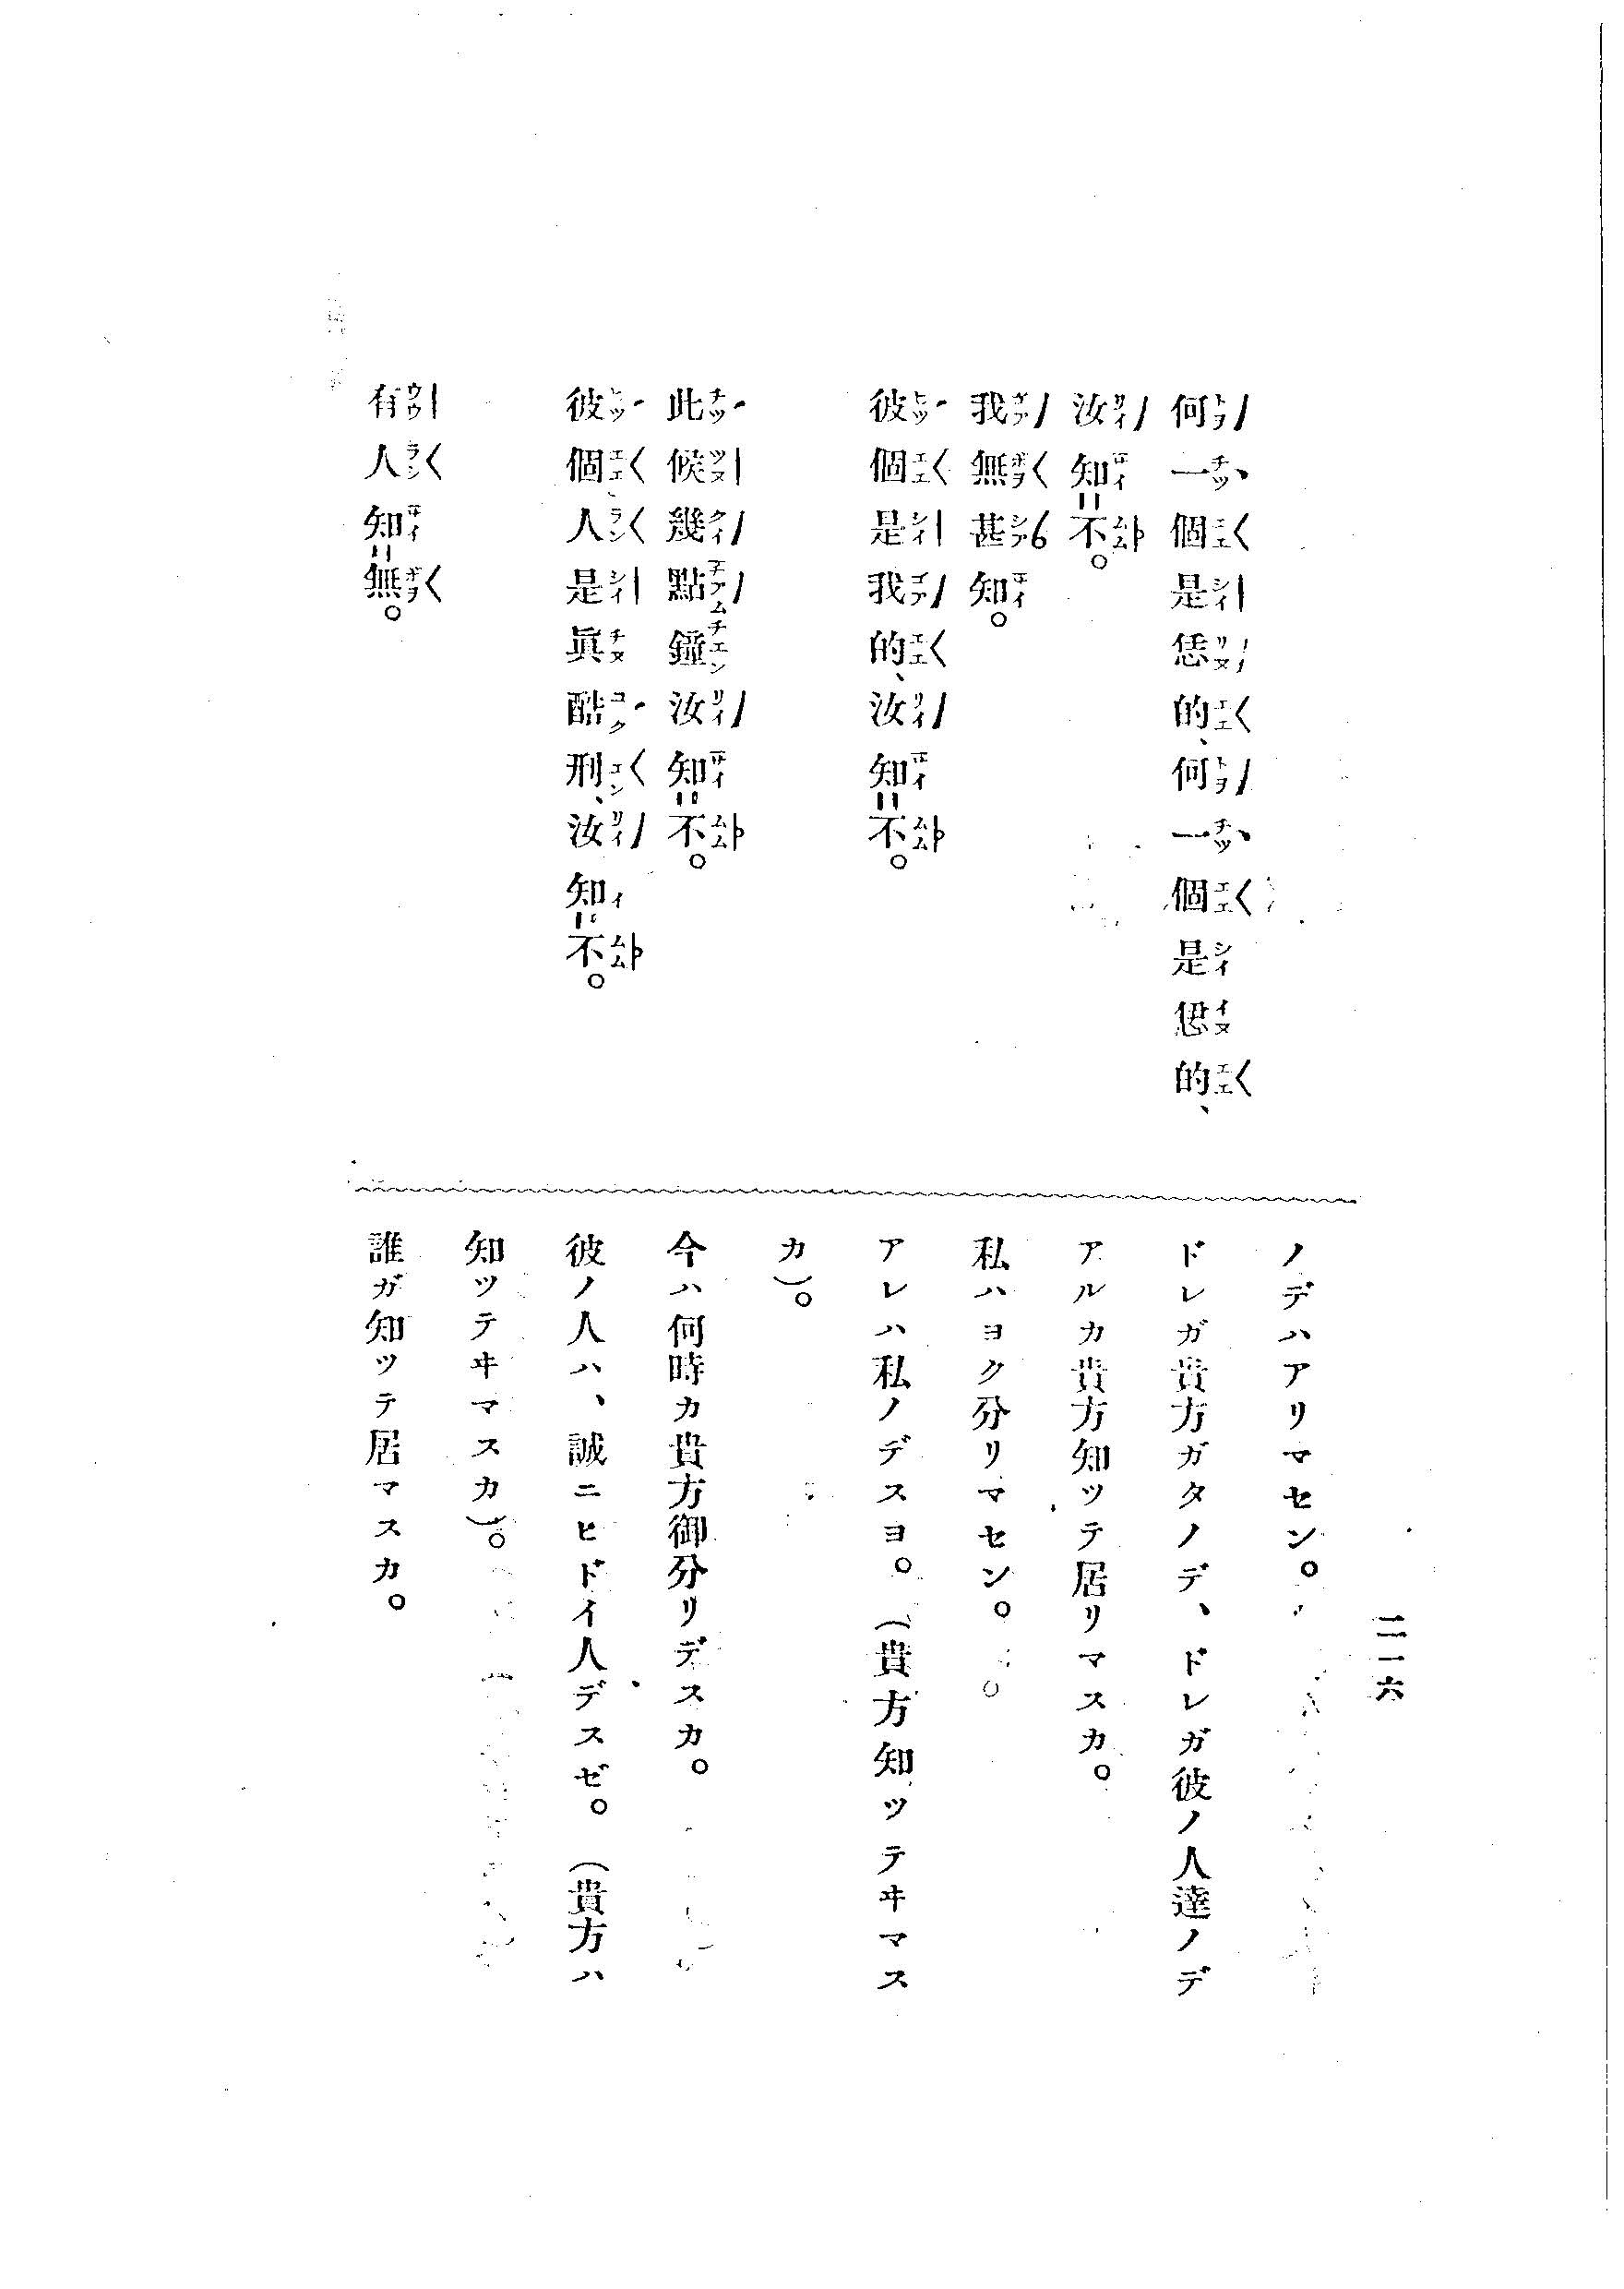 二一六
何一個是恁的、何一個是𪜶的、
汝知不。
我無甚知。
彼個是我的、汝知不。
此候幾點鐘汝知不。
彼個人是眞酷刑、汝知不。
有人知無。
ノデハアリマセン。
ドレガ貴方ガタノデ、ドレガ彼ノ人達ノデ
アルカ貴方知ッテ居リマスカ。
私ハヨク分リマセン。
アレハ私ノデスヨ。(貴方知ッテヰマス
カ)。
今ハ何時カ貴方御分リデスカ。
彼ノ人ハ、誠ニヒドイ人デスゼ。(貴方ハ
知ッテヰマスカ)。
誰ガ知ッテ居マスカ。